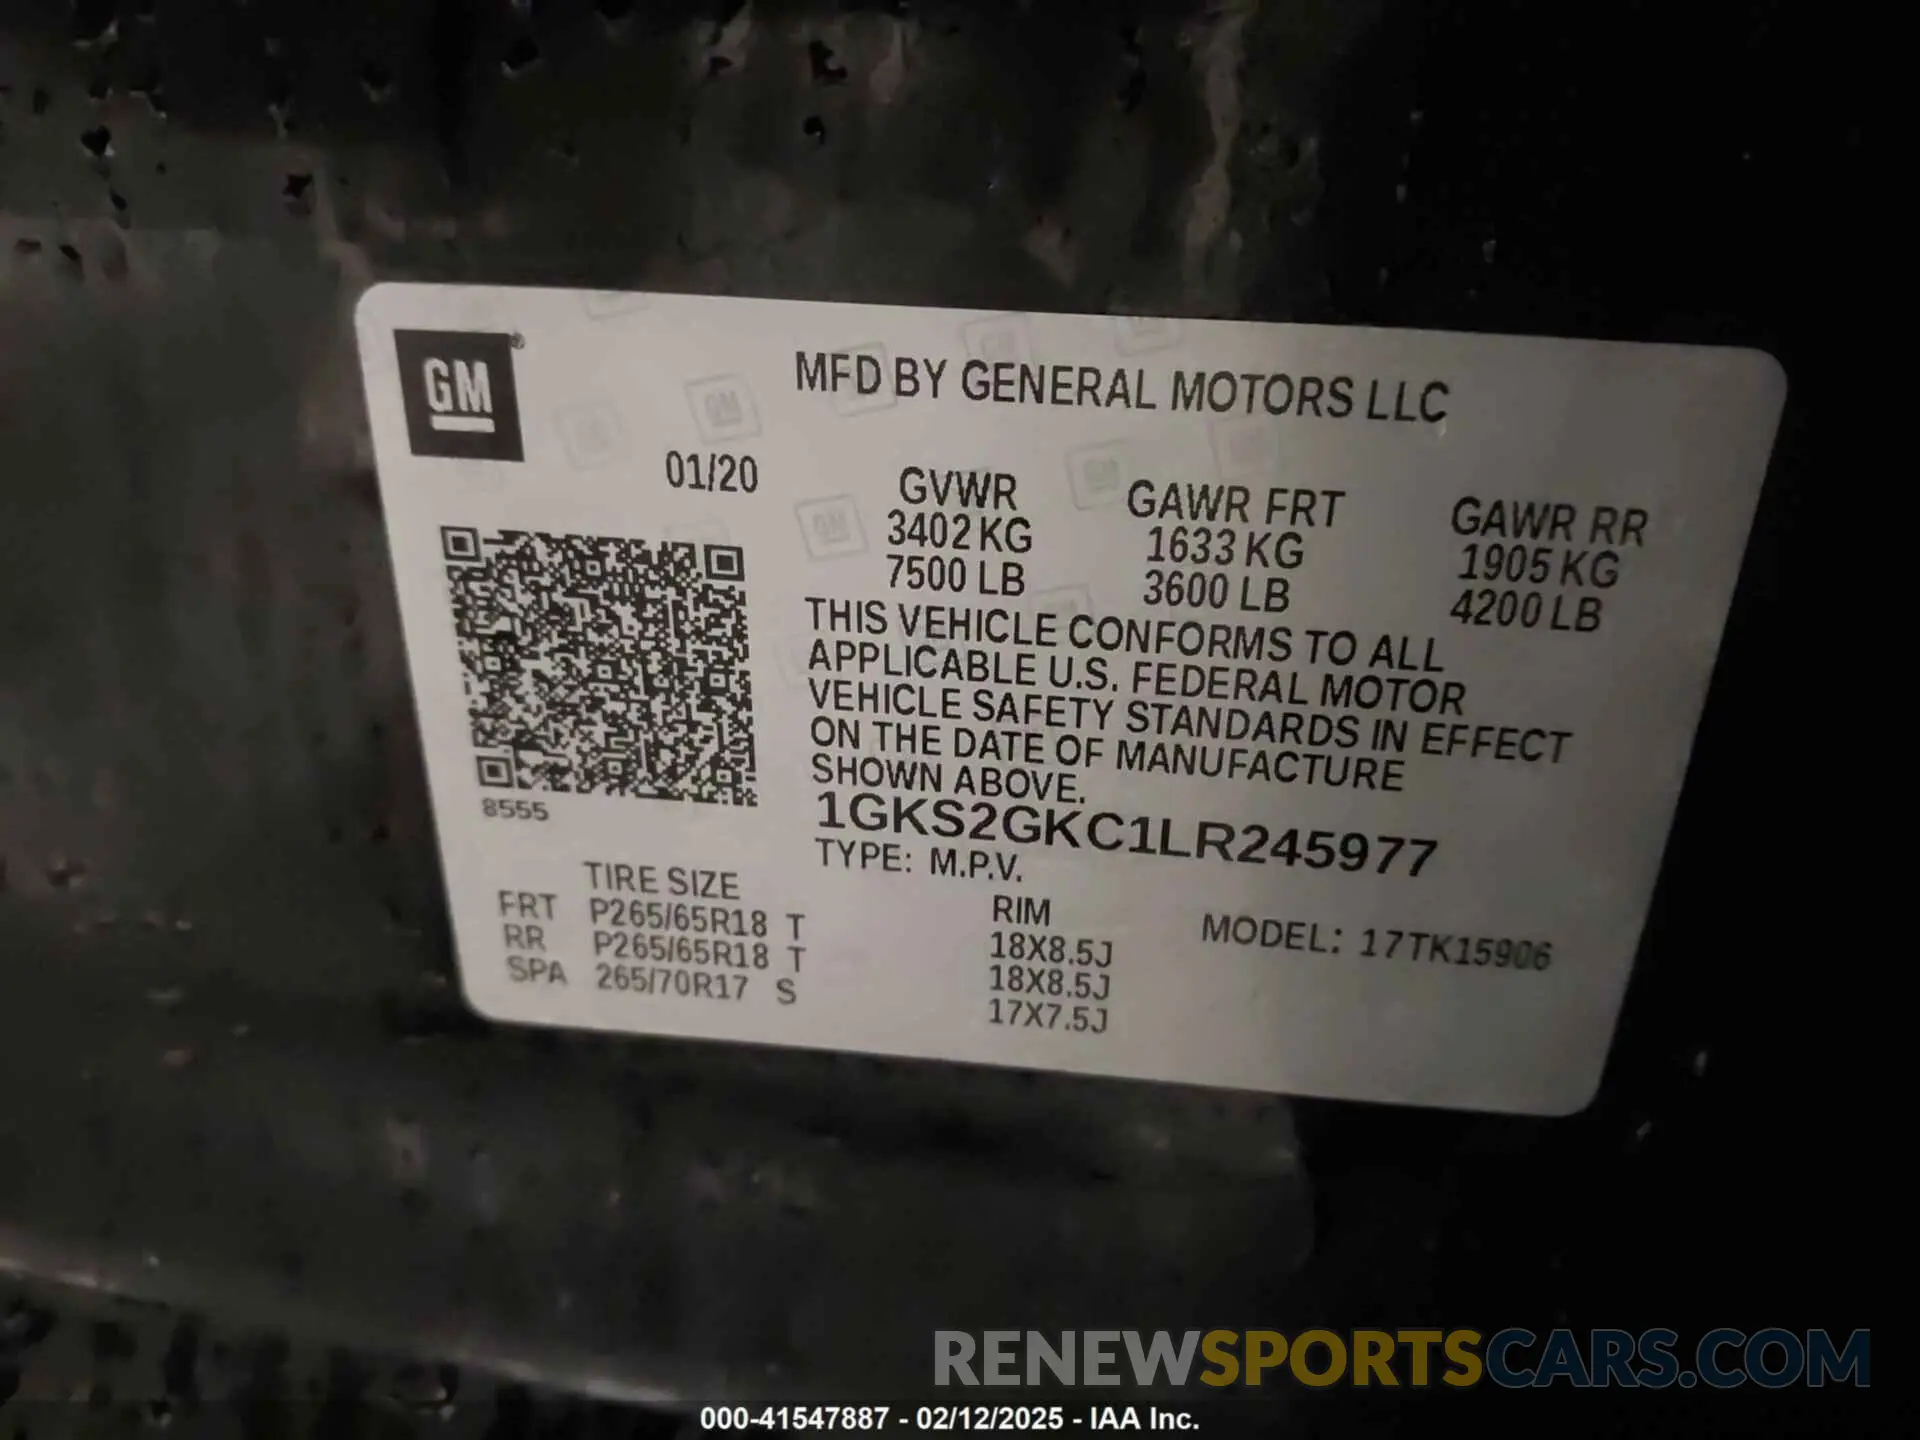 GM®
MFD BY GENERAL MOTORS LLC
01/20
GVWR
3402 KG
7500 LB
GAWR FRT
1633 KG
3600 LB
GAWR RR
1905 KG
4200 LB
THIS VEHICLE CONFORMS TO ALL
APPLICABLE U.S. FEDERAL MOTOR
VEHICLE SAFETY STANDARDS IN EFFECT
ON THE DATE OF MANUFACTURE
SHOWN ABOVE.
8555
1GKS2GKC1LR245977
TYPE: M.P.V.
TIRE SIZE RIM
MODEL: 17TK15906
FRT P265/65R18 T 18X8.5J
RR P265/65R18 T 18X8.5J
SPA 265/70R17 S 17X7.5J
RENEWSPORTSCARS.COM
000-41547887 - 02/12/2025 - IAA Inc.